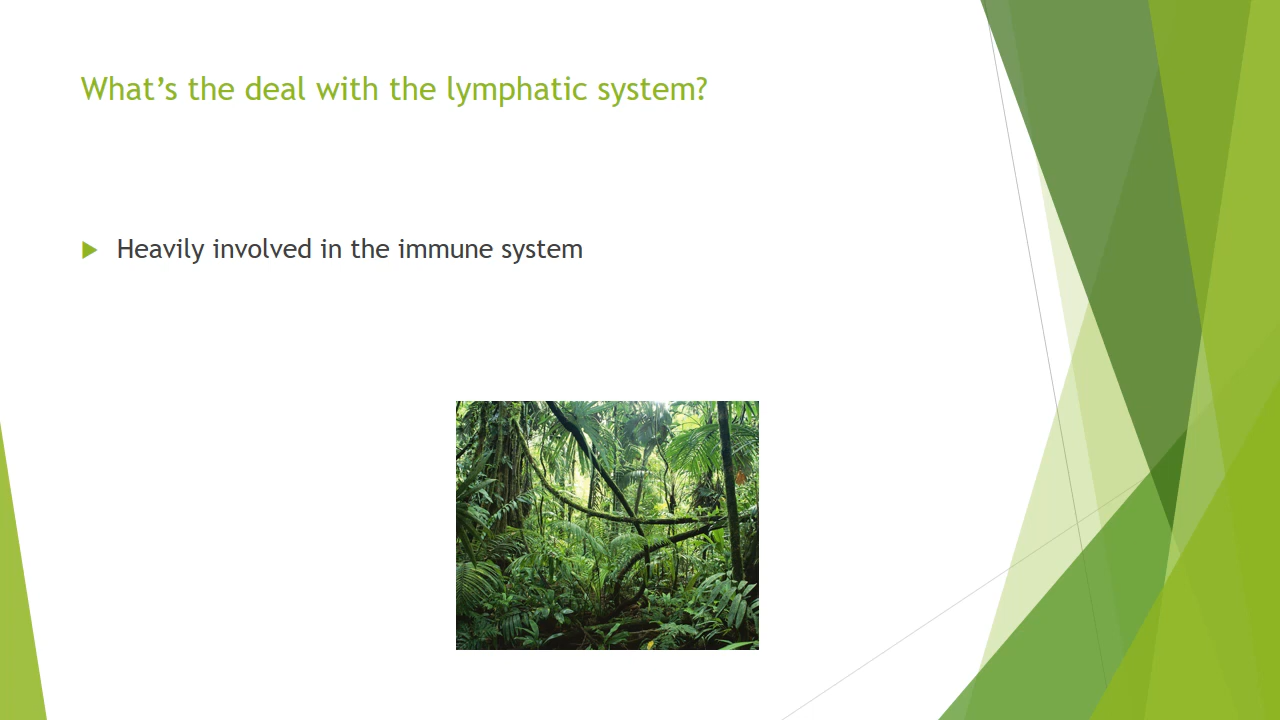 What’s the deal with the lymphatic system?
Heavily involved in the immune system